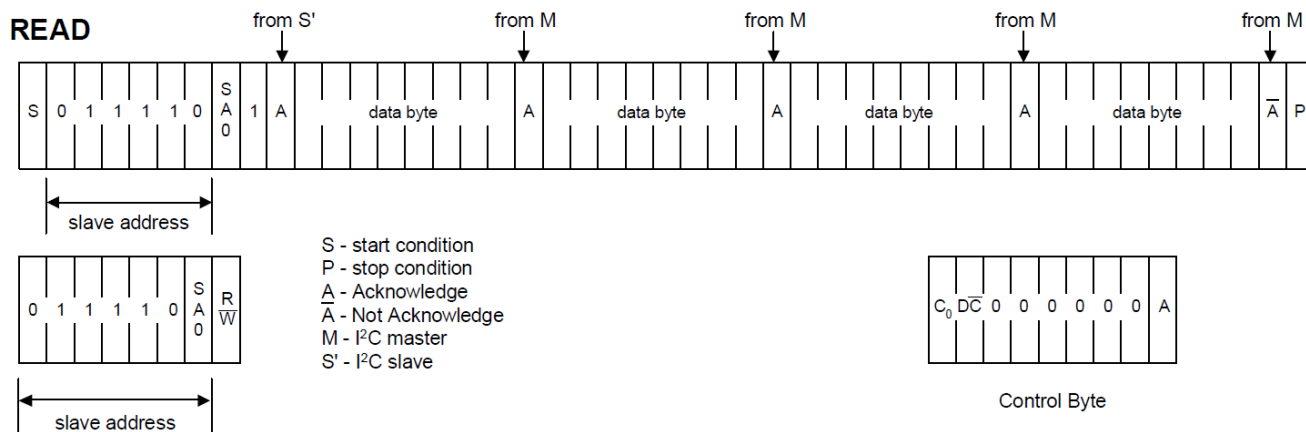 READ
from S' from M from M from M from M
S 0 1 1 1 1 0 SA0 1 A data byte A data byte A data byte A data byte A̅ P
slave address
0 1 1 1 1 0 SA0 R/W̅
slave address
S - start condition
P - stop condition
A - Acknowledge
A̅ - Not Acknowledge
M - I²C master
S' - I²C slave
C₀ DC̅ 0 0 0 0 0 0 A
Control Byte